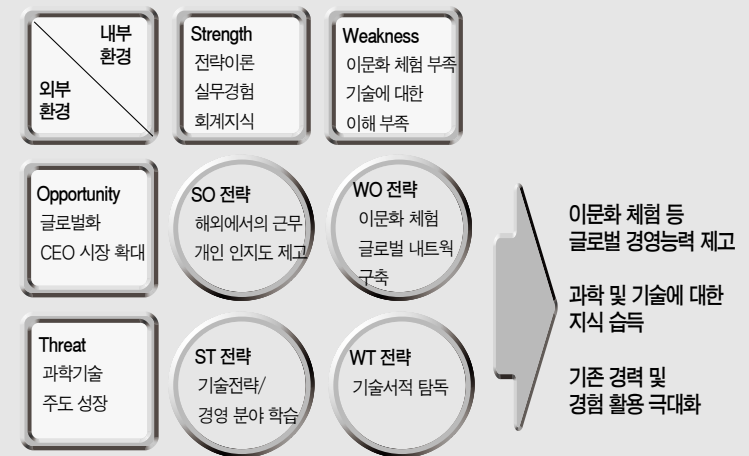 내부
환경
외부
환경
Strength
전략이론
실무경험
회계지식
Weakness
이문화 체험 부족
기술에 대한
이해 부족
Opportunity
글로벌화
CEO 시장 확대
SO 전략
해외에서의 근무
개인 인지도 제고
WO 전략
이문화 체험
글로벌 내트웍
구축
Threat
과학기술
주도 성장
ST 전략
기술전략/
경영 분야 학습
WT 전략
기술서적 탐독
이문화 체험 등
글로벌 경영능력 제고
과학 및 기술에 대한
지식 습득
기존 경력 및
경험 활용 극대화